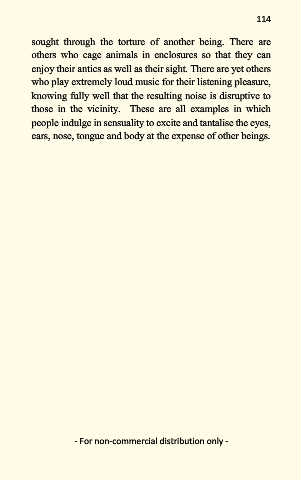 114
sought through the torture of another being. There are
others who cage animals in enclosures so that they can
enjoy their antics as well as their sight. There are yet others
who play extremely loud music for their listening pleasure,
knowing fully well that the resulting noise is disruptive to
those in the vicinity. These are all examples in which
people indulge in sensuality to excite and tantalise the eyes,
ears, nose, tongue and body at the expense of other beings.
- For non-commercial distribution only -